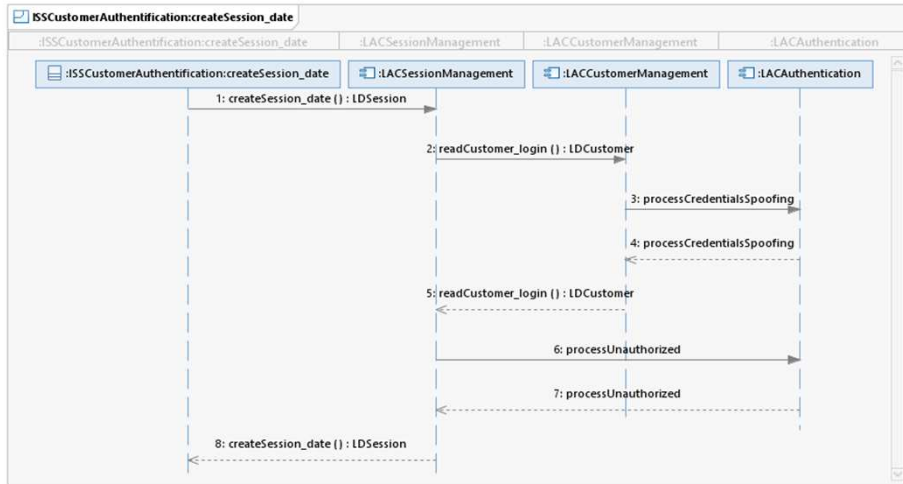 ISSCustomerAuthentification:createSession_date
:ISSCustomerAuthentification:createSession_date :LACSessionManagement :LACCustomerManagement :LACAuthentication
:ISSCustomerAuthentification:createSession_date :LACSessionManagement :LACCustomerManagement :LACAuthentication
1: createSession_date () : LDSession
2: readCustomer_login () : LDCustomer
3: processCredentialsSpoofing
4: processCredentialsSpoofing
5: readCustomer_login () : LDCustomer
6: processUnauthorized
7: processUnauthorized
8: createSession_date () : LDSession